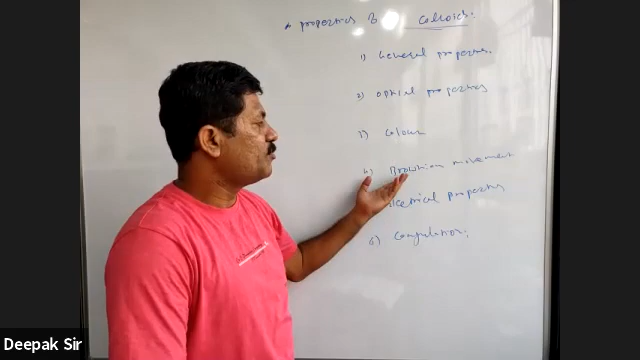 properties of colloids:
1) General properties.
2) optical properties
3) Colour
4) Brownian movement
electrical property
6) Coagulation:
Deepak Sir